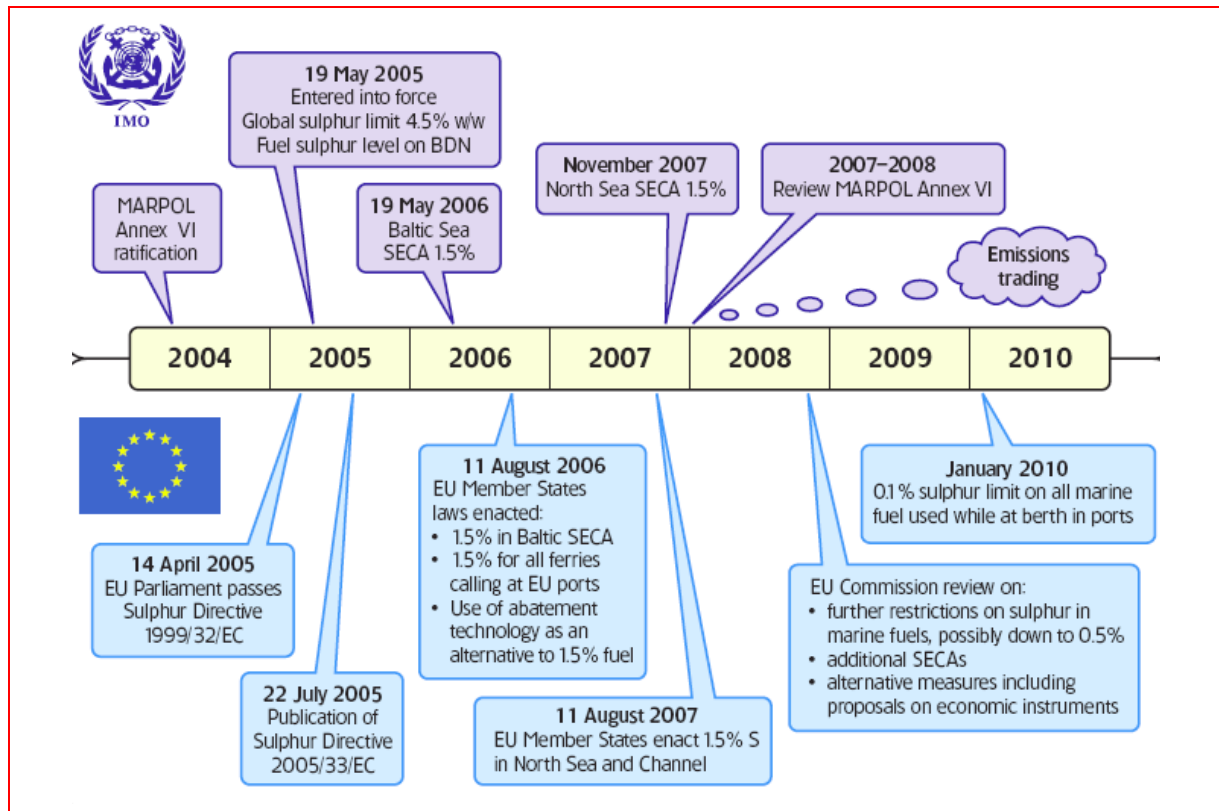 IMO
19 May 2005
Entered into force
Global sulphur limit 4.5% w/w
Fuel sulphur level on BDN
MARPOL
Annex VI
ratification
19 May 2006
Baltic Sea
SECA 1.5%
November 2007
North Sea SECA 1.5%
2007–2008
Review MARPOL Annex VI
Emissions
trading
2004
2005
2006
2007
2008
2009
2010
14 April 2005
EU Parliament passes
Sulphur Directive
1999/32/EC
22 July 2005
Publication of
Sulphur Directive
2005/33/EC
11 August 2006
EU Member States
laws enacted:
• 1.5% in Baltic SECA
• 1.5% for all ferries
calling at EU ports
• Use of abatement
technology as an
alternative to 1.5% fuel
11 August 2007
EU Member States enact 1.5% S
in North Sea and Channel
EU Commission review on:
• further restrictions on sulphur in
marine fuels, possibly down to 0.5%
• additional SECAs
• alternative measures including
proposals on economic instruments
January 2010
0.1% sulphur limit on all marine
fuel used while at berth in ports